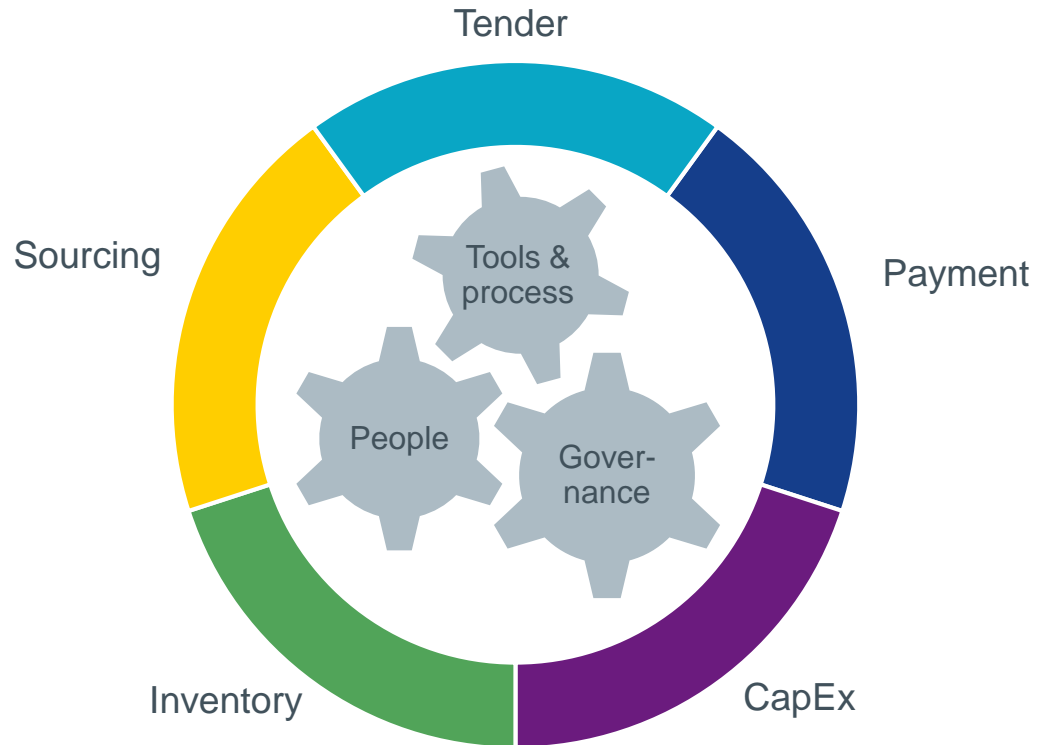 Tender
Sourcing
Payment
Tools &
process
People
Gover-
nance
Inventory
CapEx